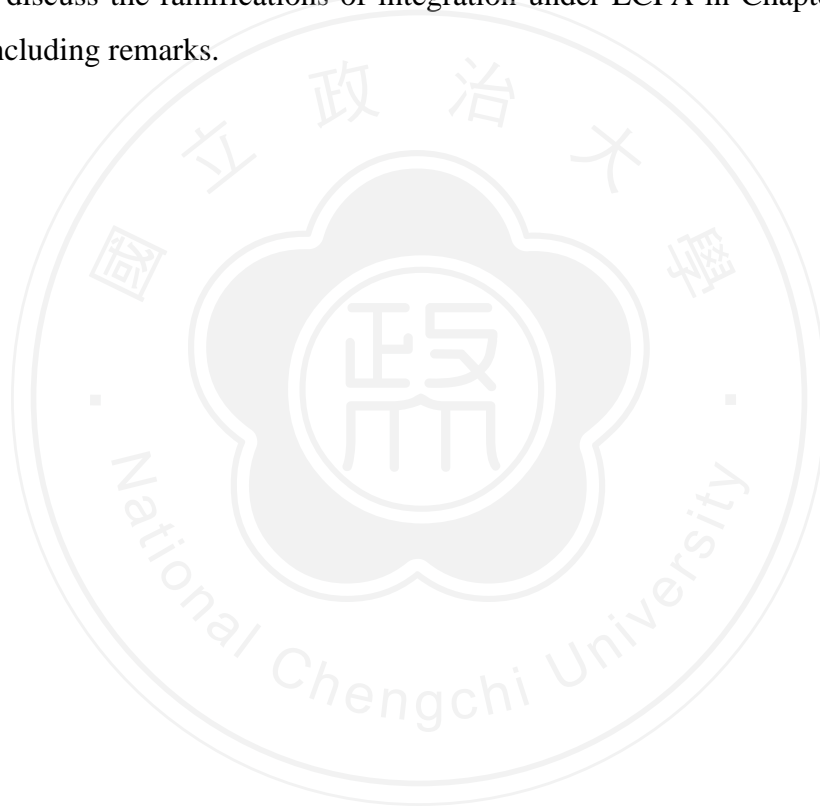 discuss the ramifications of integration under ECFA in Chapte
ncluding remarks.
國立政治大學
政
National Chengchi University